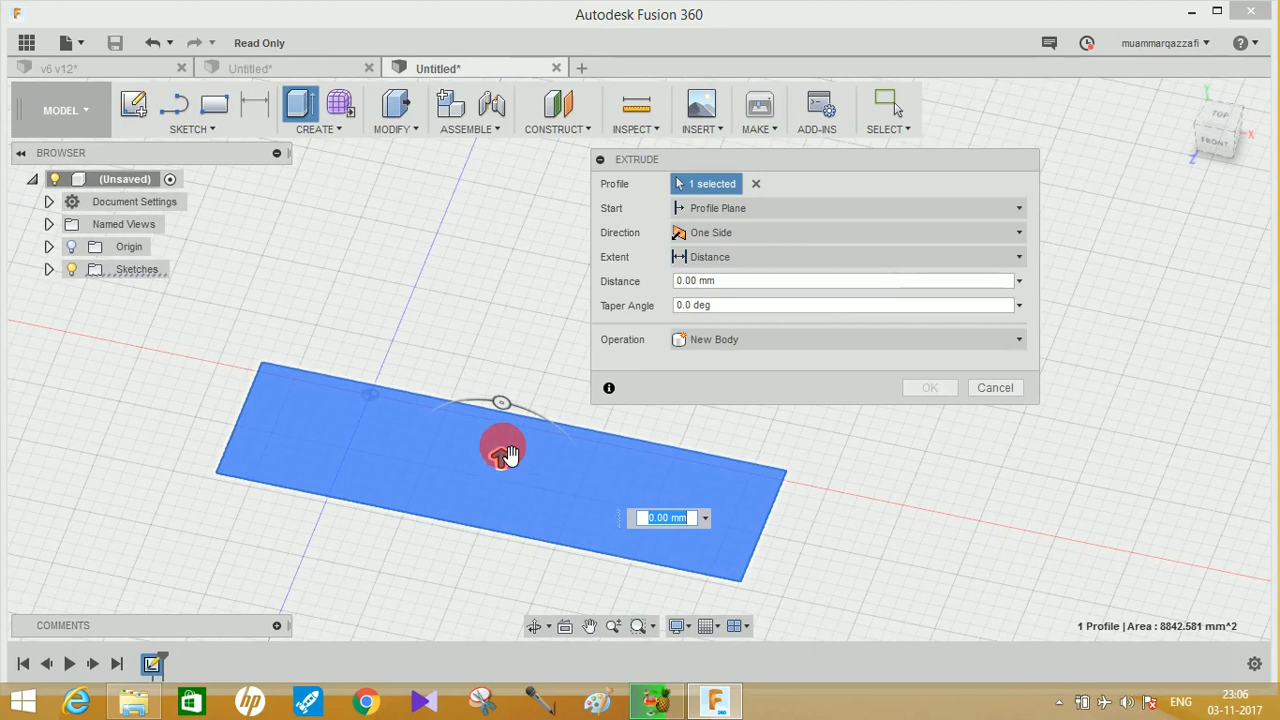 Autodesk Fusion 360
Read Only
muammarqazzafi
v6 v12*
Untitled*
Untitled*
MODEL
SKETCH
CREATE
MODIFY
ASSEMBLE
CONSTRUCT
INSPECT
INSERT
MAKE
ADD-INS
SELECT
TOP
FRONT
X
Y
Z
BROWSER
(Unsaved)
Document Settings
Named Views
Origin
Sketches
EXTRUDE
Profile 1 selected
Start Profile Plane
Direction One Side
Extent Distance
Distance 0.00 mm
Taper Angle 0.0 deg
Operation New Body
OK Cancel
0.00 mm
COMMENTS
1 Profile | Area : 8842.581 mm^2
ENG
23:06
03-11-2017